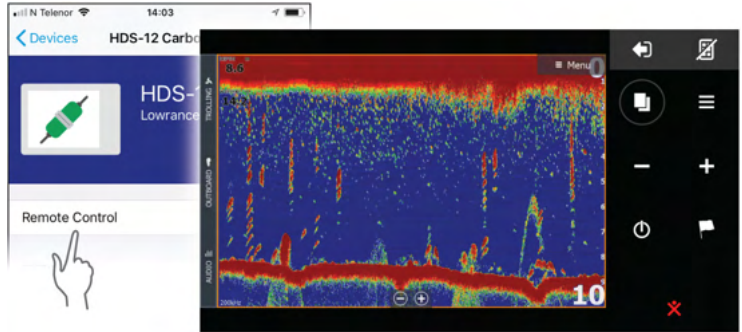 N Telenor 14:03
Devices HDS-12 Carbo
HDS-
Lowrance
Remote Control
8.6
Menu
0
TROLLING
OUTBOARD
AUDIO
200kHz
10